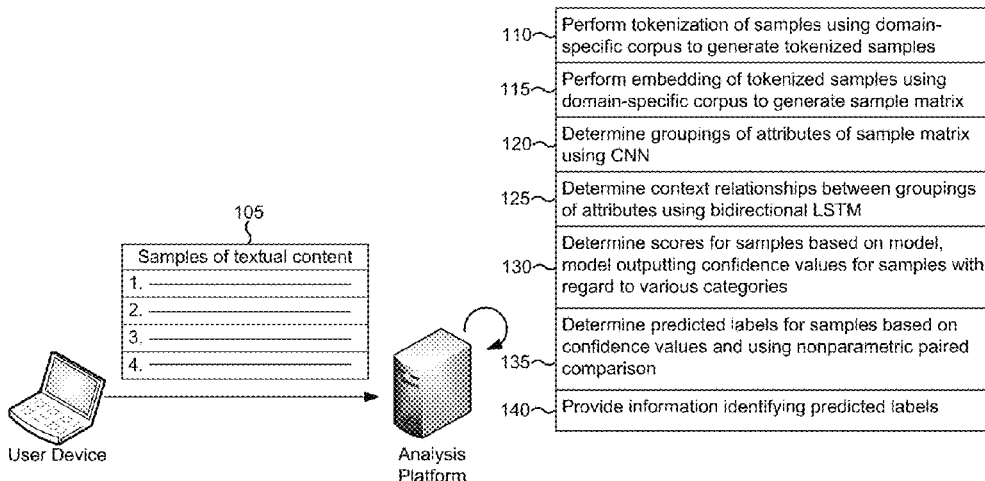 110
Perform tokenization of samples using domain-
specific corpus to generate tokenized samples
115
Perform embedding of tokenized samples using
domain-specific corpus to generate sample matrix
120
Determine groupings of attributes of sample matrix
using CNN
125
Determine context relationships between groupings
of attributes using bidirectional LSTM
130
Determine scores for samples based on model,
model outputting confidence values for samples with
regard to various categories
135
Determine predicted labels for samples based on
confidence values and using nonparametric paired
comparison
140
Provide information identifying predicted labels
105
Samples of textual content
1.
2.
3.
4.
User Device
Analysis
Platform